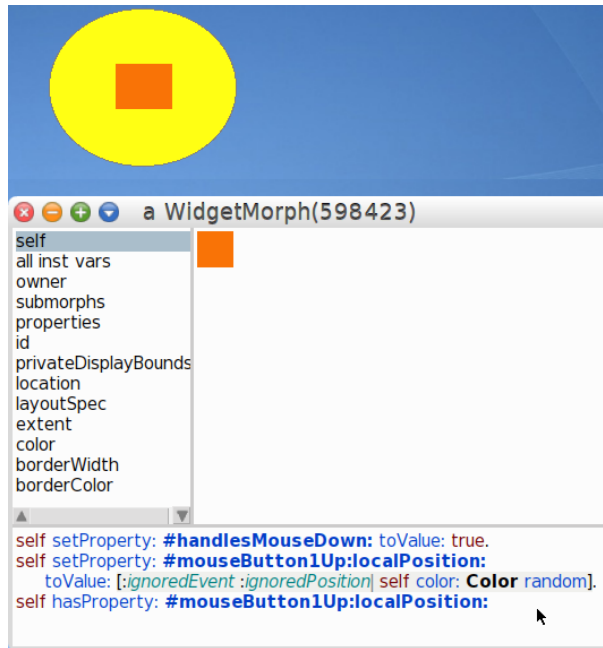 a WidgetMorph(598423)
self
all inst vars
owner
submorphs
properties
id
privateDisplayBounds
location
layoutSpec
extent
color
borderWidth
borderColor
self setProperty: #handlesMouseDown: toValue: true.
self setProperty: #mouseButton1Up:localPosition:
toValue: [:ignoredEvent :ignoredPosition| self color: Color random].
self hasProperty: #mouseButton1Up:localPosition: